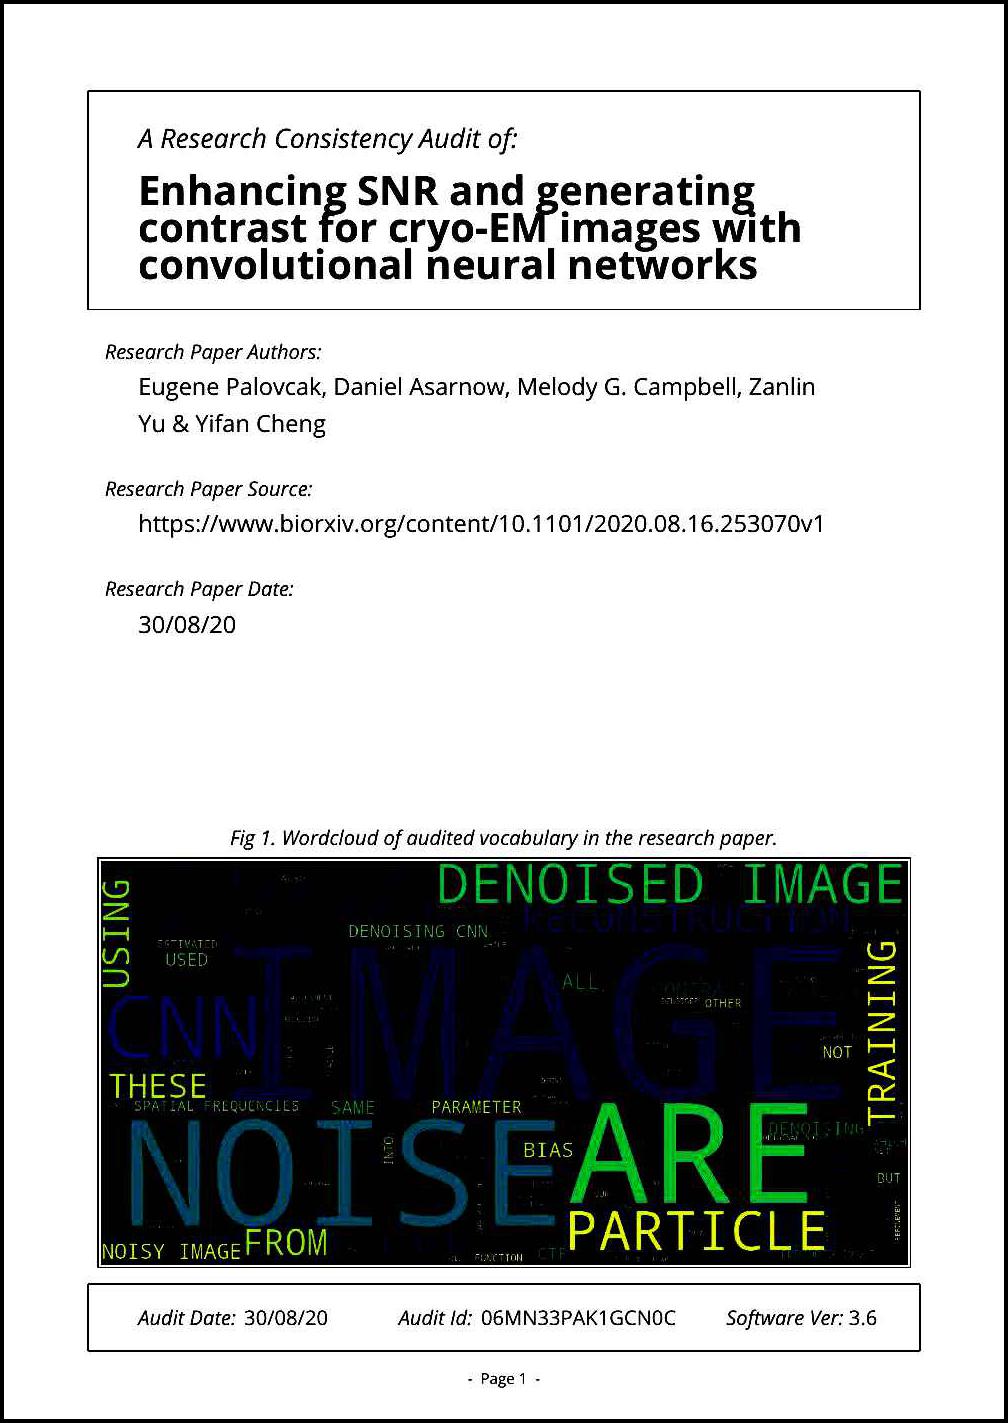 A Research Consistency Audit of:
Enhancing SNR and generating
contrast for cryo-EM images with
convolutional neural networks
Research Paper Authors:
Eugene Palovcak, Daniel Asarnow, Melody G. Campbell, Zanlin
Yu & Yifan Cheng
Research Paper Source:
https://www.biorxiv.org/content/10.1101/2020.08.16.253070v1
Research Paper Date:
30/08/20
Fig 1. Wordcloud of audited vocabulary in the research paper.
DENOISED IMAGE
USING
RECONSTRUCTION
DENOISING CNN
ESTIMATED
USED
IMAGE
ALL
OTHER
TRAINING
CNN
NOT
THESE
SPATIAL FREQUENCIES
SAME
PARAMETER
NOISE
ARE
DENOISING
INTO
BIAS
BUT
PARTICLE
NOISY IMAGE
FROM
FUNCTION
CTF
Audit Date: 30/08/20
Audit Id: 06MN33PAK1GCN0C
Software Ver: 3.6
- Page 1 -